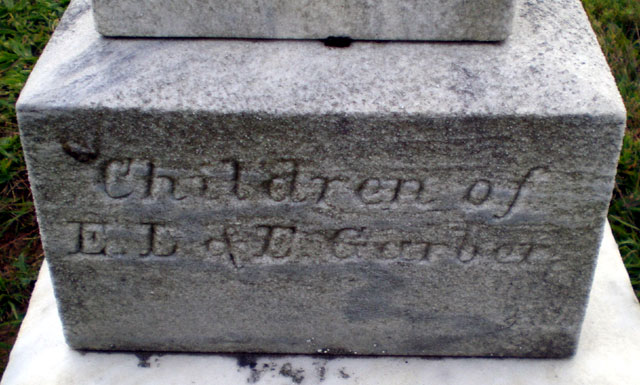 Children of
E. L & E. Garber